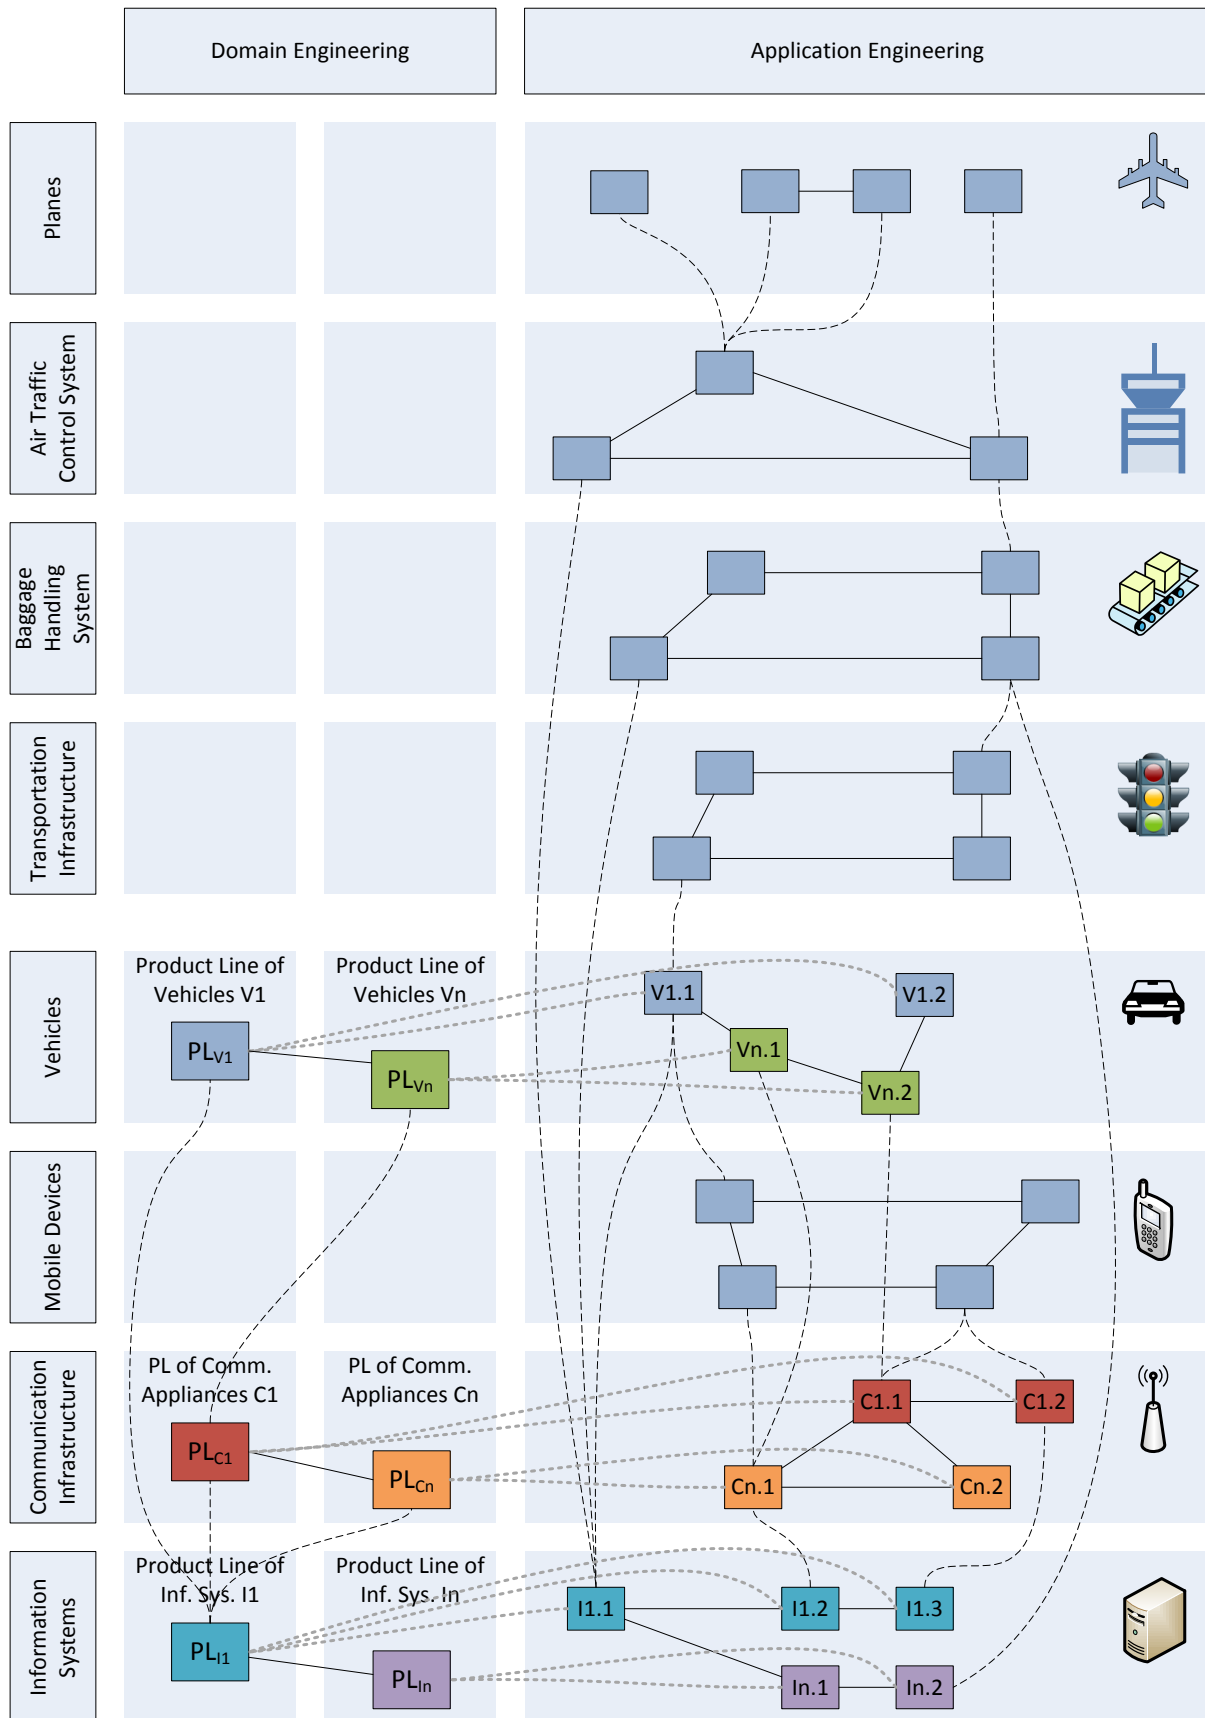 Domain Engineering
Application Engineering
Planes
Air Traffic
Control System
Baggage
Handling
System
Transportation
Infrastructure
Vehicles
Product Line of
Vehicles V1
Product Line of
Vehicles Vn
PLV1
PLVn
V1.1
V1.2
Vn.1
Vn.2
Mobile Devices
Communication
Infrastructure
PL of Comm.
Appliances C1
PL of Comm.
Appliances Cn
PLC1
PLCn
C1.1
C1.2
Cn.1
Cn.2
Information
Systems
Product Line of
Inf. Sys. I1
Product Line of
Inf. Sys. In
PLI1
PLIn
I1.1
I1.2
I1.3
In.1
In.2